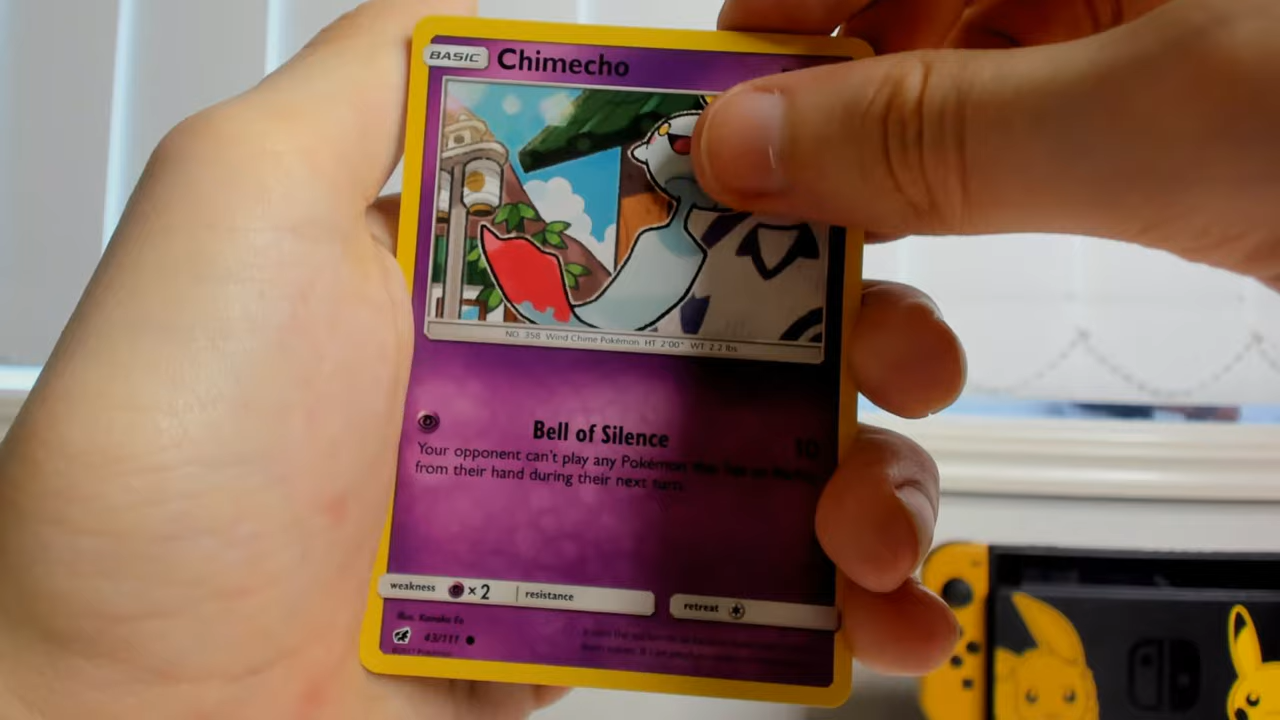 BASIC Chimecho
NO. 358 Wind Chime Pokémon HT 2'00" WT 2.2 lbs
Bell of Silence 10
Your opponent can't play any Pokémon
from their hand during their next turn.
weakness ×2 resistance retreat
Illus. Kanako Eo
43/111
©2017 Pokémon